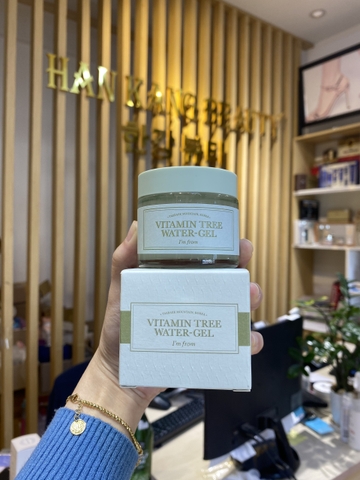 HAN KANG BEAUTY
VITAMIN TREE
WATER-GEL
I'm from
VITAMIN TREE
WATER-GEL
I'm from